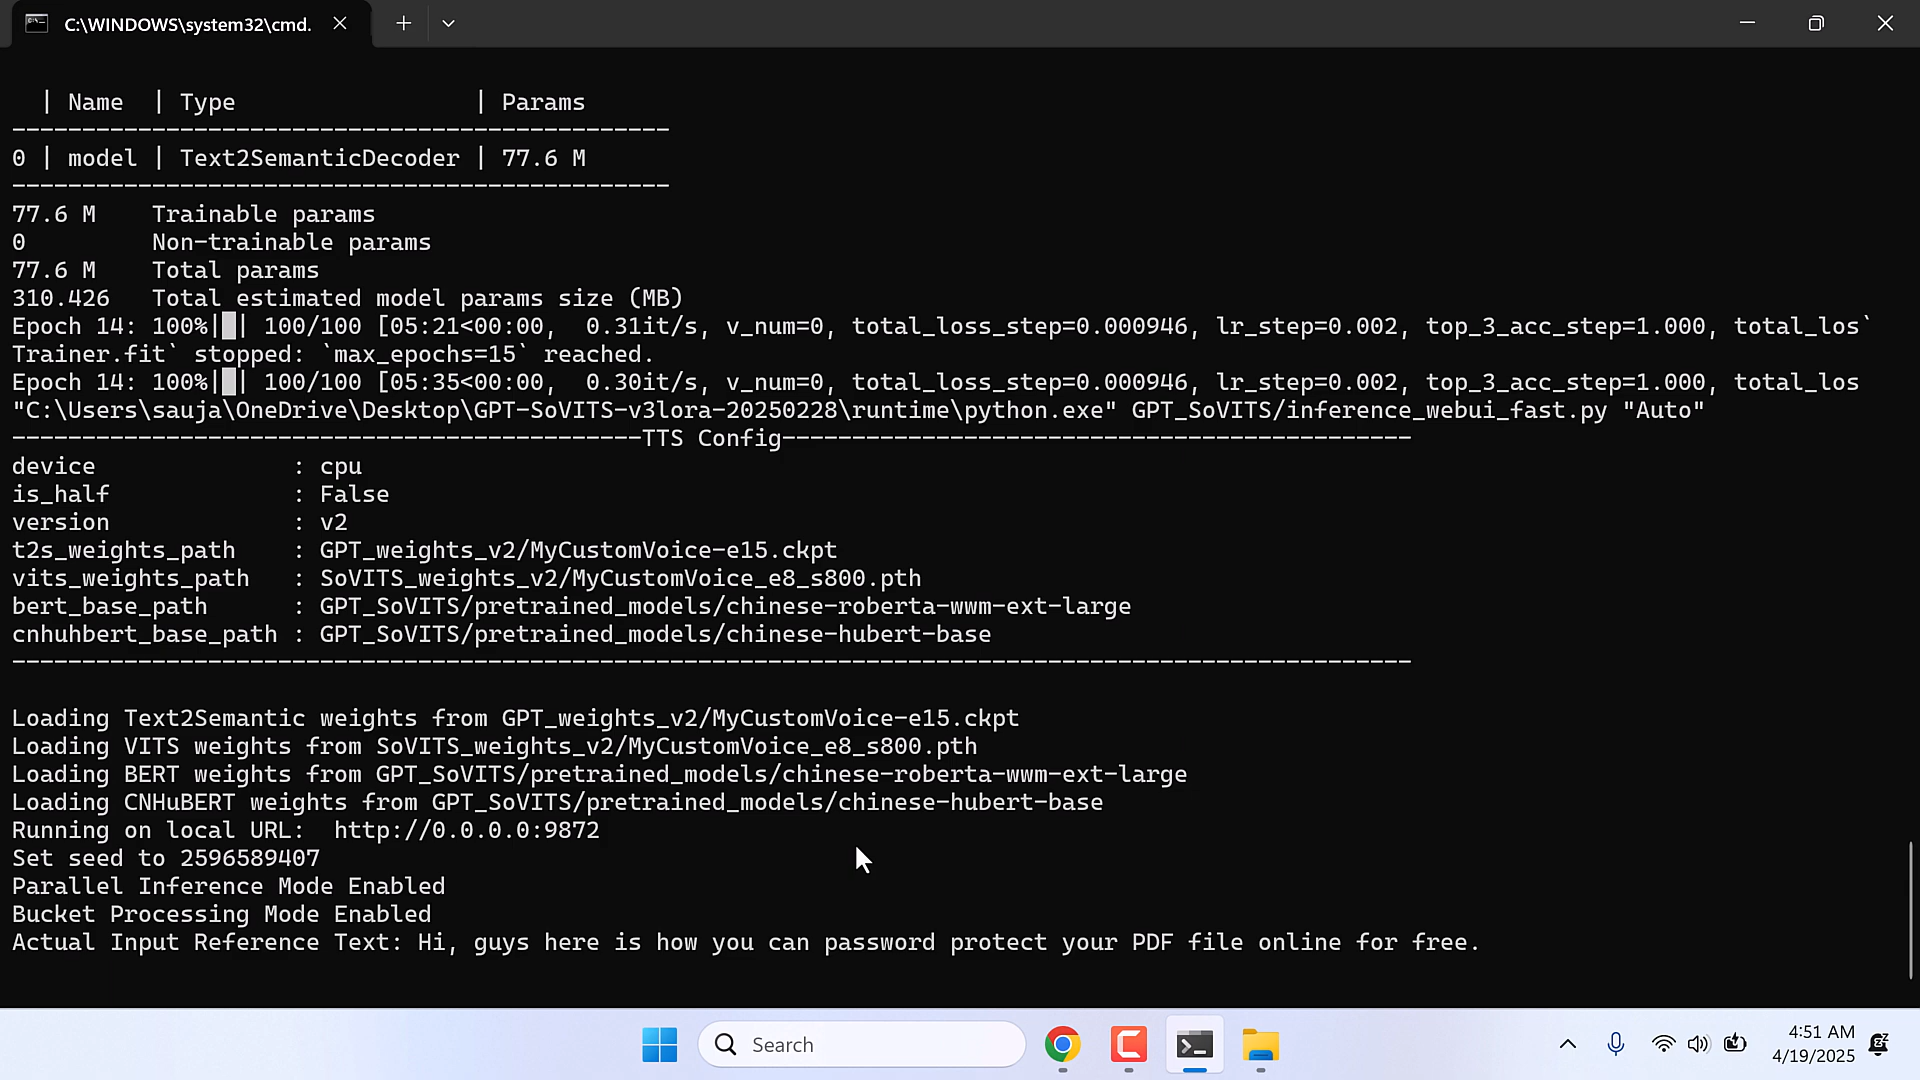 C:\WINDOWS\system32\cmd.
| Name | Type | Params
------------------------------------------------
0 | model | Text2SemanticDecoder | 77.6 M
------------------------------------------------
77.6 M Trainable params
0 Non-trainable params
77.6 M Total params
310.426 Total estimated model params size (MB)
Epoch 14: 100%|█| 100/100 [05:21<00:00, 0.31it/s, v_num=0, total_loss_step=0.000946, lr_step=0.002, top_3_acc_step=1.000, total_los`
Trainer.fit` stopped: `max_epochs=15` reached.
Epoch 14: 100%|█| 100/100 [05:35<00:00, 0.30it/s, v_num=0, total_loss_step=0.000946, lr_step=0.002, top_3_acc_step=1.000, total_los
"C:\Users\sauja\OneDrive\Desktop\GPT-SoVITS-v3lora-20250228\runtime\python.exe" GPT_SoVITS/inference_webui_fast.py "Auto"
---------------------------------------------TTS Config---------------------------------------------
device : cpu
is_half : False
version : v2
t2s_weights_path : GPT_weights_v2/MyCustomVoice-e15.ckpt
vits_weights_path : SoVITS_weights_v2/MyCustomVoice_e8_s800.pth
bert_base_path : GPT_SoVITS/pretrained_models/chinese-roberta-wwm-ext-large
cnhuhbert_base_path : GPT_SoVITS/pretrained_models/chinese-hubert-base
----------------------------------------------------------------------------------------------------
Loading Text2Semantic weights from GPT_weights_v2/MyCustomVoice-e15.ckpt
Loading VITS weights from SoVITS_weights_v2/MyCustomVoice_e8_s800.pth
Loading BERT weights from GPT_SoVITS/pretrained_models/chinese-roberta-wwm-ext-large
Loading CNHuBERT weights from GPT_SoVITS/pretrained_models/chinese-hubert-base
Running on local URL: http://0.0.0.0:9872
Set seed to 2596589407
Parallel Inference Mode Enabled
Bucket Processing Mode Enabled
Actual Input Reference Text: Hi, guys here is how you can password protect your PDF file online for free.
Search
4:51 AM
4/19/2025